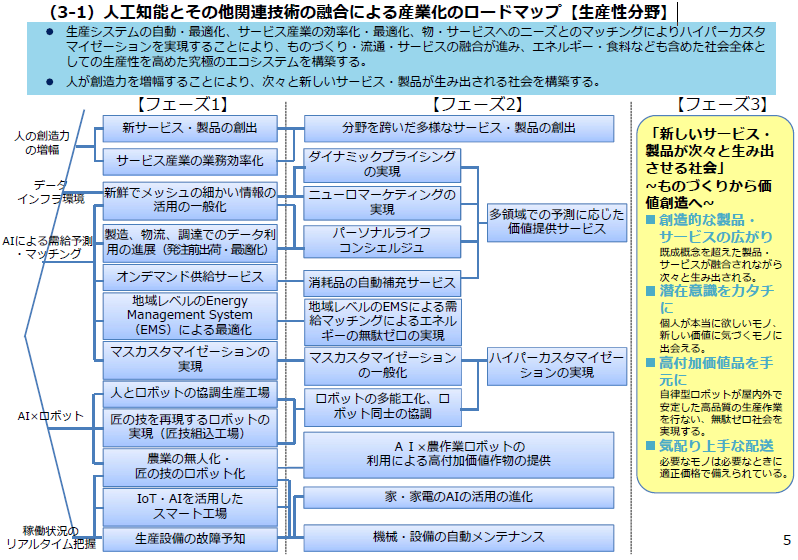 （3-1）人工知能とその他関連技術の融合による産業化のロードマップ【生産性分野】
● 生産システムの自動・最適化、サービス産業の効率化・最適化、物・サービスへのニーズとのマッチングによりハイパーカスタ
マイゼーションを実現することにより、ものづくり・流通・サービスの融合が進み、エネルギー・食料なども含めた社会全体と
しての生産性を高めた究極のエコシステムを構築する。
● 人が創造力を増幅することにより、次々と新しいサービス・製品が生み出される社会を構築する。
【フェーズ1】
【フェーズ2】
【フェーズ3】
人の創造力
の増幅
データ
インフラ環境
AIによる需給予測
・マッチング
AI×ロボット
稼働状況の
リアルタイム把握
新サービス・製品の創出
サービス産業の業務効率化
新鮮でメッシュの細かい情報の
活用の一般化
製造、物流、調達でのデータ利
用の進展（発注前出荷・最適化）
オンデマンド供給サービス
地域レベルのEnergy
Management System
（EMS）による最適化
マスカスタマイゼーションの
実現
人とロボットの協調生産工場
匠の技を再現するロボットの
実現（匠技組込工場）
農業の無人化・
匠の技のロボット化
IoT・AIを活用した
スマート工場
生産設備の故障予知
分野を跨いだ多様なサービス・製品の創出
ダイナミックプライシング
の実現
ニューロマーケティングの
実現
パーソナルライフ
コンシェルジュ
消耗品の自動補充サービス
地域レベルのEMSによる需
給マッチングによるエネル
ギーの無駄ゼロの実現
マスカスタマイゼーション
の一般化
ロボットの多能工化、ロ
ボット同士の協調
ＡＩ×農作業ロボットの
利用による高付加価値作物の提供
家・家電のAIの活用の進化
機械・設備の自動メンテナンス
多領域での予測に応じた
価値提供サービス
ハイパーカスタマイゼー
ションの実現
「新しいサービス・
製品が次々と生み出
させる社会」
~ものづくりから価
値創造へ~
■ 創造的な製品・
サービスの広がり
既成概念を超えた製品・
サービスが融合されながら
次々と生み出される。
■ 潜在意識をカタチ
に
個人が本当に欲しいモノ、
新しい価値に気づくモノに
出会える。
■ 高付加価値品を手
元に
自律型ロボットが屋内外で
安定した高品質の生産作業
を行ない、無駄ゼロ社会を
実現する。
■ 気配り上手な配送
必要なモノは必要なときに
適正価格で備えられている。
5